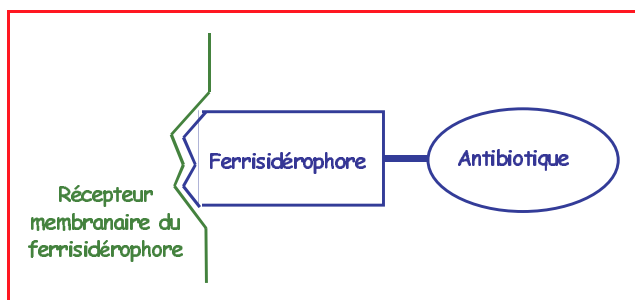 Ferrisidérophore
Antibiotique
Récepteur
membranaire du
ferrisidérophore